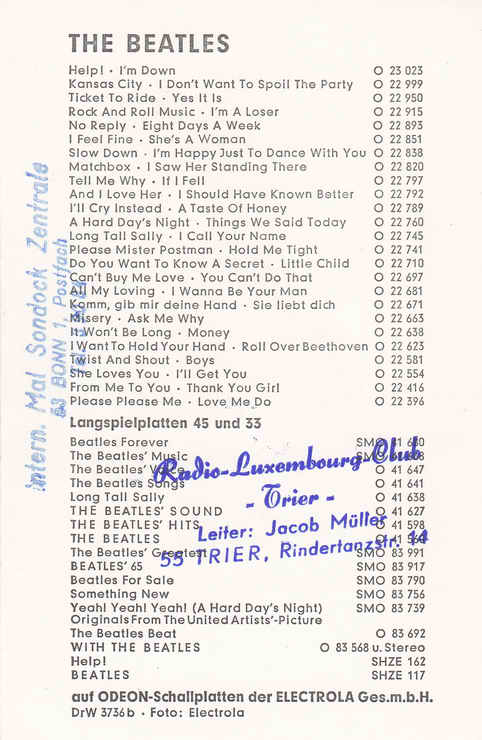 THE BEATLES
Help! · I'm Down O 23 023
Kansas City · I Don't Want To Spoil The Party O 22 999
Ticket To Ride · Yes It Is O 22 950
Rock And Roll Music · I'm A Loser O 22 915
No Reply · Eight Days A Week O 22 893
I Feel Fine · She's A Woman O 22 851
Slow Down · I'm Happy Just To Dance With You O 22 838
Matchbox · I Saw Her Standing There O 22 820
Tell Me Why · If I Fell O 22 797
And I Love Her · I Should Have Known Better O 22 792
I'll Cry Instead · A Taste Of Honey O 22 789
A Hard Day's Night · Things We Said Today O 22 760
Long Tall Sally · I Call Your Name O 22 745
Please Mister Postman · Hold Me Tight O 22 741
Do You Want To Know A Secret · Little Child O 22 710
Can't Buy Me Love · You Can't Do That O 22 697
All My Loving · I Wanna Be Your Man O 22 681
Komm, gib mir deine Hand · Sie liebt dich O 22 671
Misery · Ask Me Why O 22 663
It Won't Be Long · Money O 22 638
I Want To Hold Your Hand · Roll Over Beethoven O 22 623
Twist And Shout · Boys O 22 581
She Loves You · I'll Get You O 22 554
From Me To You · Thank You Girl O 22 416
Please Please Me · Love Me Do O 22 396
Langspielplatten 45 und 33
Beatles Forever SMO 41
The Beatles' Music SMO
The Beatles' Voice O 41 647
The Beatles' Songs O 41 641
Long Tall Sally O 41 638
THE BEATLES' SOUND O 41 627
THE BEATLES' HITS O 41 598
THE BEATLES O 41
The Beatles' Greatest SMO 83 991
BEATLES' 65 SMO 83 917
Beatles For Sale SMO 83 790
Something New SMO 83 756
Yeah! Yeah! Yeah! (A Hard Day's Night) SMO 83 739
Originals From The United Artists'-Picture
The Beatles Beat O 83 692
WITH THE BEATLES O 83 568 u. Stereo
Help! SHZE 162
BEATLES SHZE 117
auf ODEON-Schallplatten der ELECTROLA Ges.m.b.H.
DrW 3736 b · Foto: Electrola
Intern. Mal Sondock Zentrale
53 BONN 1, Postfach
Radio-Luxembourg-Club
- Trier -
Leiter: Jacob Müller
55 TRIER, Rindertanzstr. 14